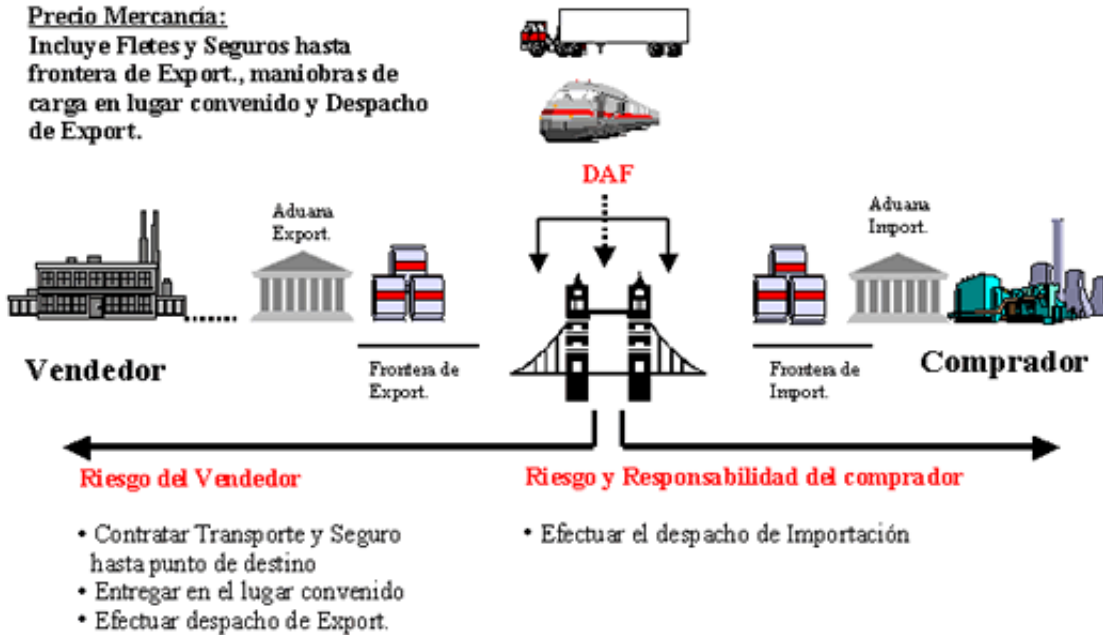 Precio Mercancía:
Incluye Fletes y Seguros hasta
frontera de Export., maniobras de
carga en lugar convenido y Despacho
de Export.
DAF
Aduana
Export.
Aduana
Import.
Vendedor
Frontera de
Export.
Frontera de
Import.
Comprador
Riesgo del Vendedor
Riesgo y Responsabilidad del comprador
• Contratar Transporte y Seguro
hasta punto de destino
• Entregar en el lugar convenido
• Efectuar despacho de Export.
• Efectuar el despacho de Importación